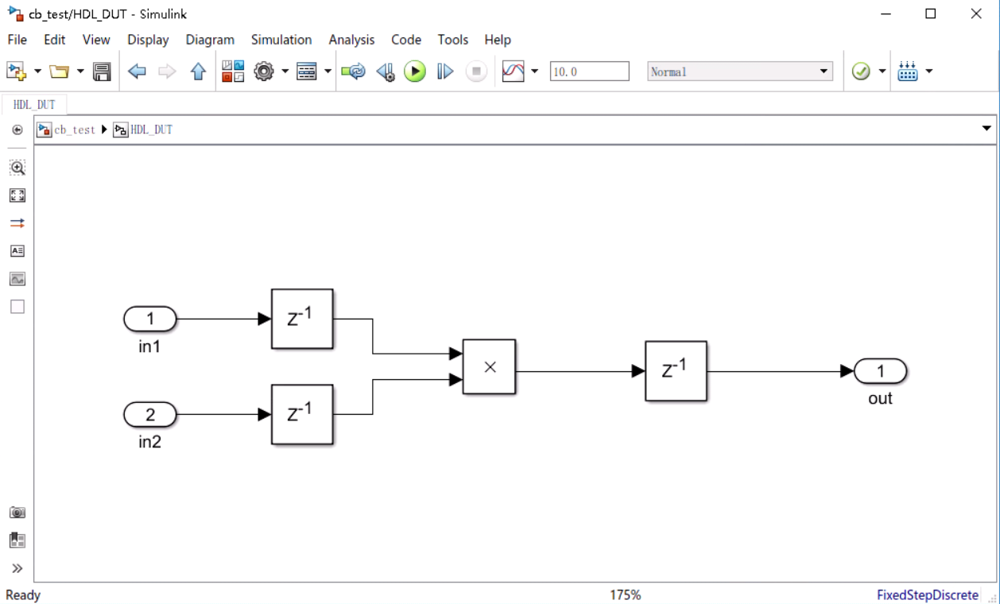 cb_test/HDL_DUT - Simulink
File Edit View Display Diagram Simulation Analysis Code Tools Help
10.0 Normal
HDL_DUT
cb_test HDL_DUT
1
in1
Z-1
2
in2
Z-1
×
Z-1
1
out
Ready 175% FixedStepDiscrete